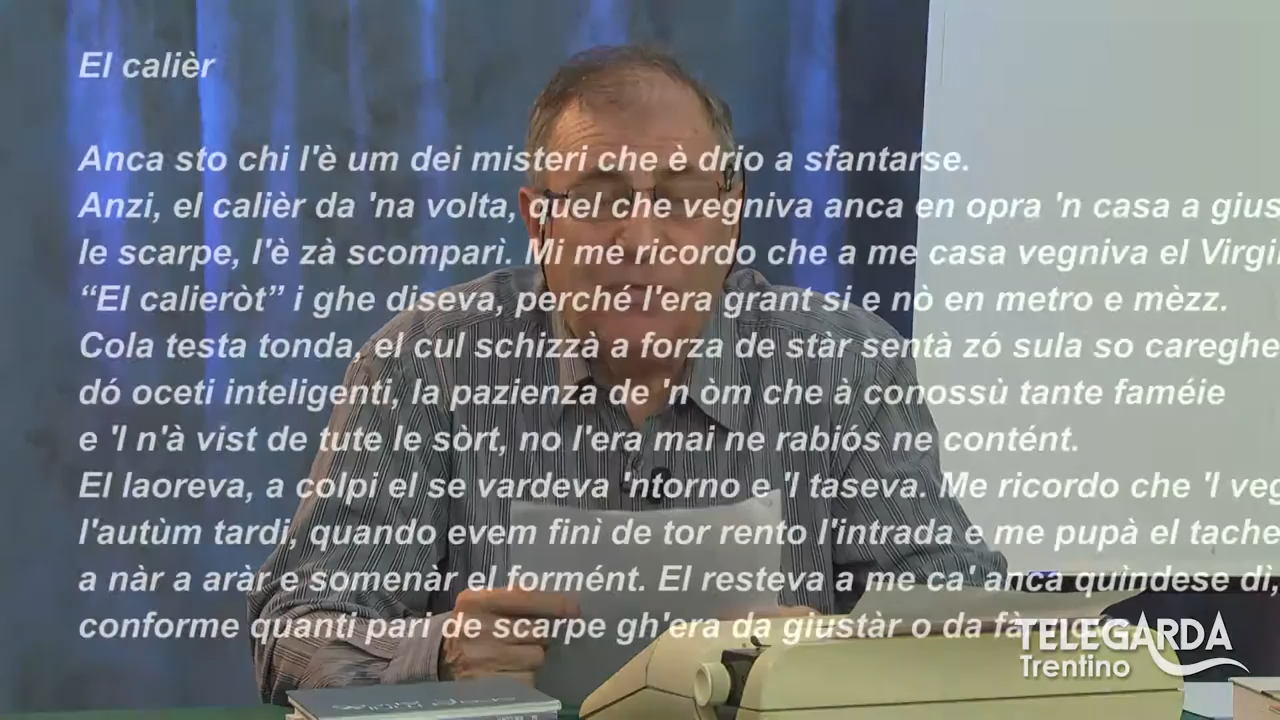 El calièr
Anca sto chi l'è um dei misteri che è drio a sfantarse.
Anzi, el calièr da 'na volta, quel che vegniva anca en opra 'n casa a gius
le scarpe, l'è zà scomparì. Mi me ricordo che a me casa vegniva el Virgi
“El calieròt” i ghe diseva, perché l'era grant si e nò en metro e mèzz.
Cola testa tonda, el cul schizzà a forza de stàr sentà zó sula so careghe
dó oceti inteligenti, la pazienza de 'n òm che à conossù tante faméie
e 'l n'à vist de tute le sòrt, no l'era mai ne rabiós ne contént.
El laoreva, a colpi el se vardeva 'ntorno e 'l taseva. Me ricordo che 'l veg
l'autùm tardi, quando evem finì de tor rento l'intrada e me pupà el tache
a nàr a aràr e somenàr el formént. El resteva a me ca' anca quìndese dì,
conforme quanti pari de scarpe gh'era da giustàr o da
TELEGARDA
Trentino